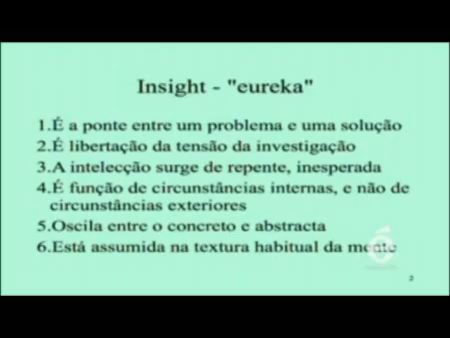 Insight - "eureka"
1.É a ponte entre um problema e uma solução
2.É libertação da tensão da investigação
3.A intelecção surge de repente, inesperada
4.É função de circunstâncias internas, e não de
circunstâncias exteriores
5.Oscila entre o concreto e abstracta
6.Está assumida na textura habitual da mente
2